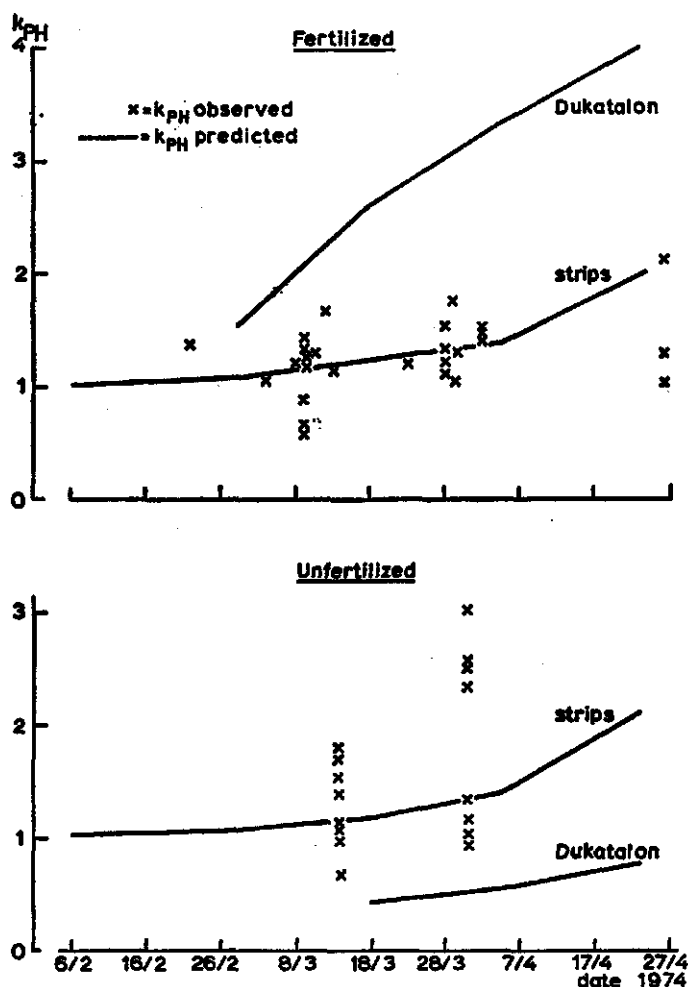 kPH
Fertilized
4
x = kPH observed
= kPH predicted
Dukatalon
3
2
strips
1
0
Unfertilized
3
strips
2
1
Dukatalon
0
6/2 16/2 26/2 8/3 18/3 28/3 7/4 17/4 27/4
date 1974